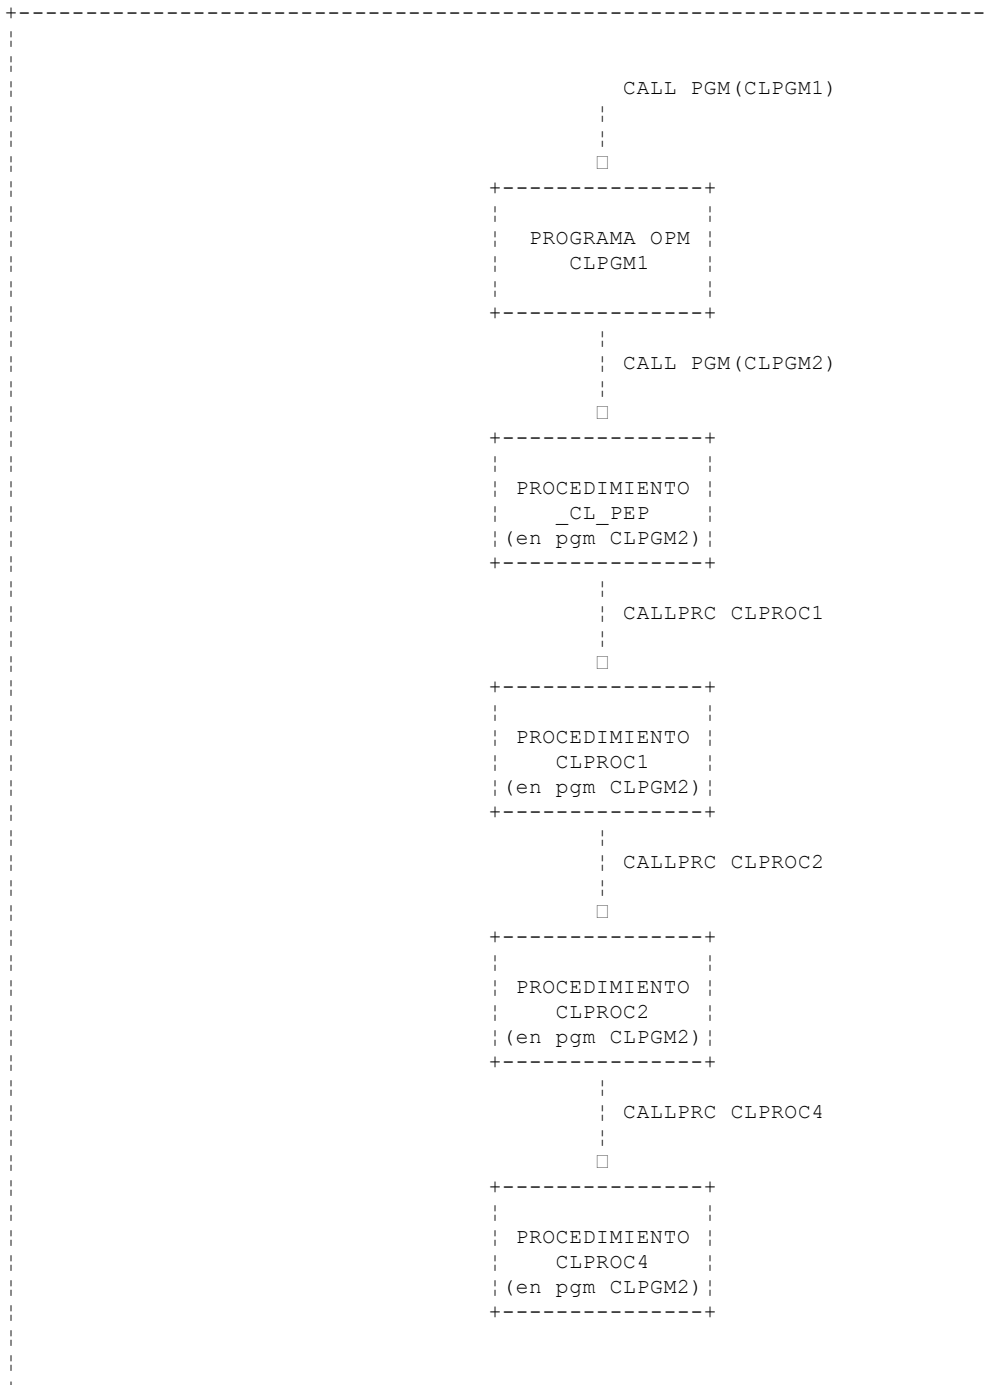 CALL PGM(CLPGM1)
PROGRAMA OPM
CLPGM1
CALL PGM(CLPGM2)
PROCEDIMIENTO
_CL_PEP
(en pgm CLPGM2)
CALLPRC CLPROC1
PROCEDIMIENTO
CLPROC1
(en pgm CLPGM2)
CALLPRC CLPROC2
PROCEDIMIENTO
CLPROC2
(en pgm CLPGM2)
CALLPRC CLPROC4
PROCEDIMIENTO
CLPROC4
(en pgm CLPGM2)